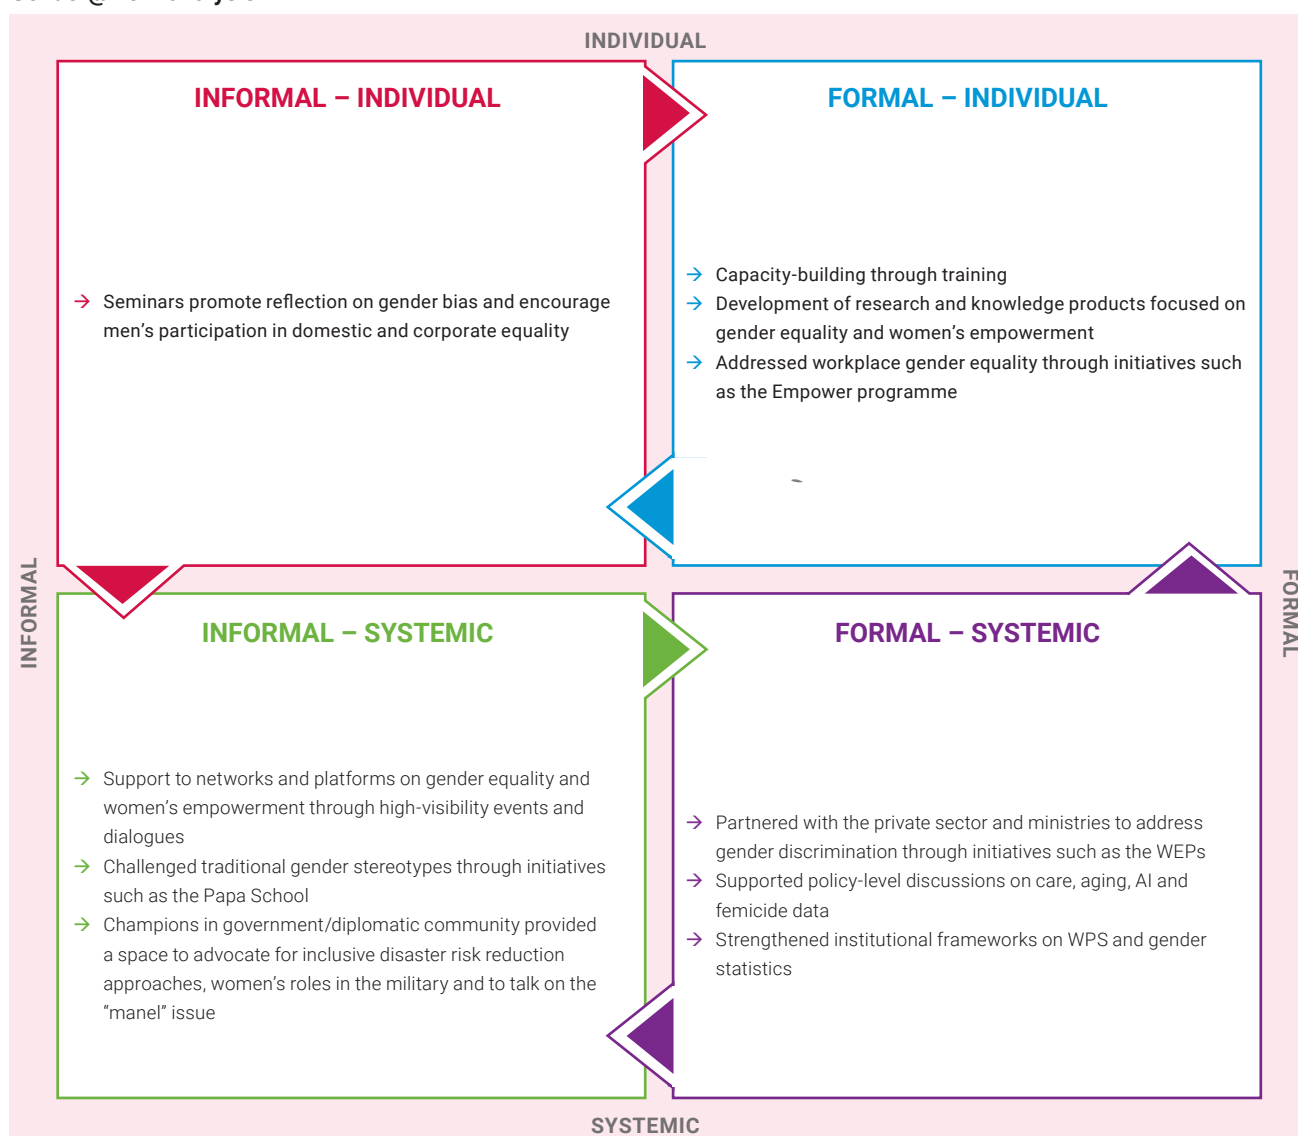 INDIVIDUAL
INFORMAL – INDIVIDUAL
→ Seminars promote reflection on gender bias and encourage
men’s participation in domestic and corporate equality
FORMAL – INDIVIDUAL
→ Capacity-building through training
→ Development of research and knowledge products focused on
gender equality and women’s empowerment
→ Addressed workplace gender equality through initiatives such
as the Empower programme
INFORMAL
FORMAL
INFORMAL – SYSTEMIC
→ Support to networks and platforms on gender equality and
women’s empowerment through high-visibility events and
dialogues
→ Challenged traditional gender stereotypes through initiatives
such as the Papa School
→ Champions in government/diplomatic community provided
a space to advocate for inclusive disaster risk reduction
approaches, women’s roles in the military and to talk on the
“manel” issue
FORMAL – SYSTEMIC
→ Partnered with the private sector and ministries to address
gender discrimination through initiatives such as the WEPs
→ Supported policy-level discussions on care, aging, AI and
femicide data
→ Strengthened institutional frameworks on WPS and gender
statistics
SYSTEMIC